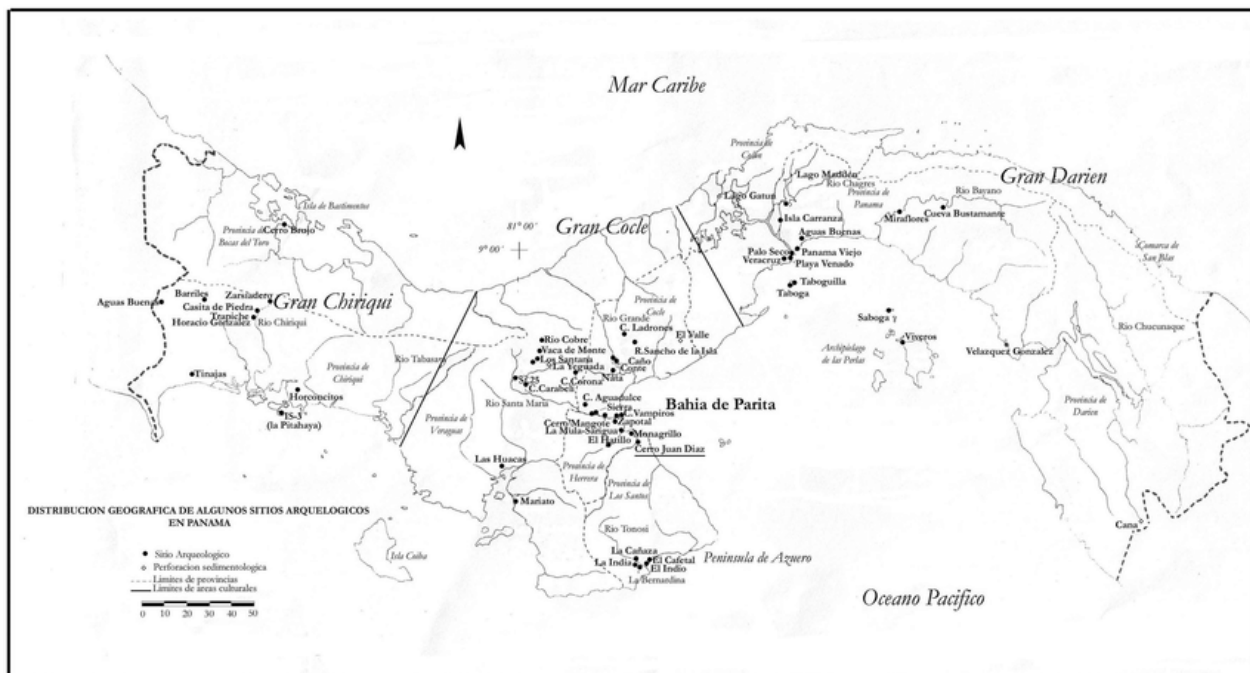 Mar Caribe
Provincia de Colon
Lago Madden
Rio Chagres
Gran Darien
Lago Gatun
Provincia de Panama
Rio Bayano
Isla de Bastimentos
Cerro Brujo
Provincia de Bocas del Toro
81° 00´
Gran Cocle
9° 00´
Isla Carranza
Miraflores
Cueva Bustamante
Aguas Buenas
Comarca de San Blas
Palo Seco
Panama Viejo
Veracruz
Playa Venado
Aguas Buenas
Barriles
Zarsiadero
Gran Chiriqui
Casita de Piedra
Trapiche
Horacio Gonzalez
Rio Chiriqui
Provincia de Cocle
Taboguilla
Taboga
Rio Grande
C. Ladrones
El Valle
Saboga
Rio Chucunaque
Rio Tabasara
Rio Cobre
R.Sancho de la Isla
Viveros
Vaca de Monte
Los Santana
Caño
Archipielago de las Perlas
Velazquez Gonzalez
Tinajas
Provincia de Chiriqui
La Yeguada
Conte
Nata
C.Corona
C.Carabali
Horconcitos
IS-3
(la Pitahaya)
Rio Santa Maria
C. Aguadulce
Bahia de Parita
Sierra
C.Vampiros
Provincia de Veraguas
Cerro Mangote
Zapotal
La Mula-Sarigua
Monagrillo
El Hatillo
Cerro Juan Diaz
Provincia de Darien
Las Huacas
Provincia de Herrera
Provincia de Los Santos
Mariato
DISTRIBUCION GEOGRAFICA DE ALGUNOS SITIOS ARQUELOGICOS
EN PANAMA
Cana
Rio Tonosi
Isla Coiba
Sitio Arqueologico
Perforacion sedimentologica
Limites de provincias
Limites de áreas culturales
0 10 20 30 40 50
La Cañaza
El Cafetal
Peninsula de Azuero
La India
El Indio
La Bernardina
Oceano Pacifico